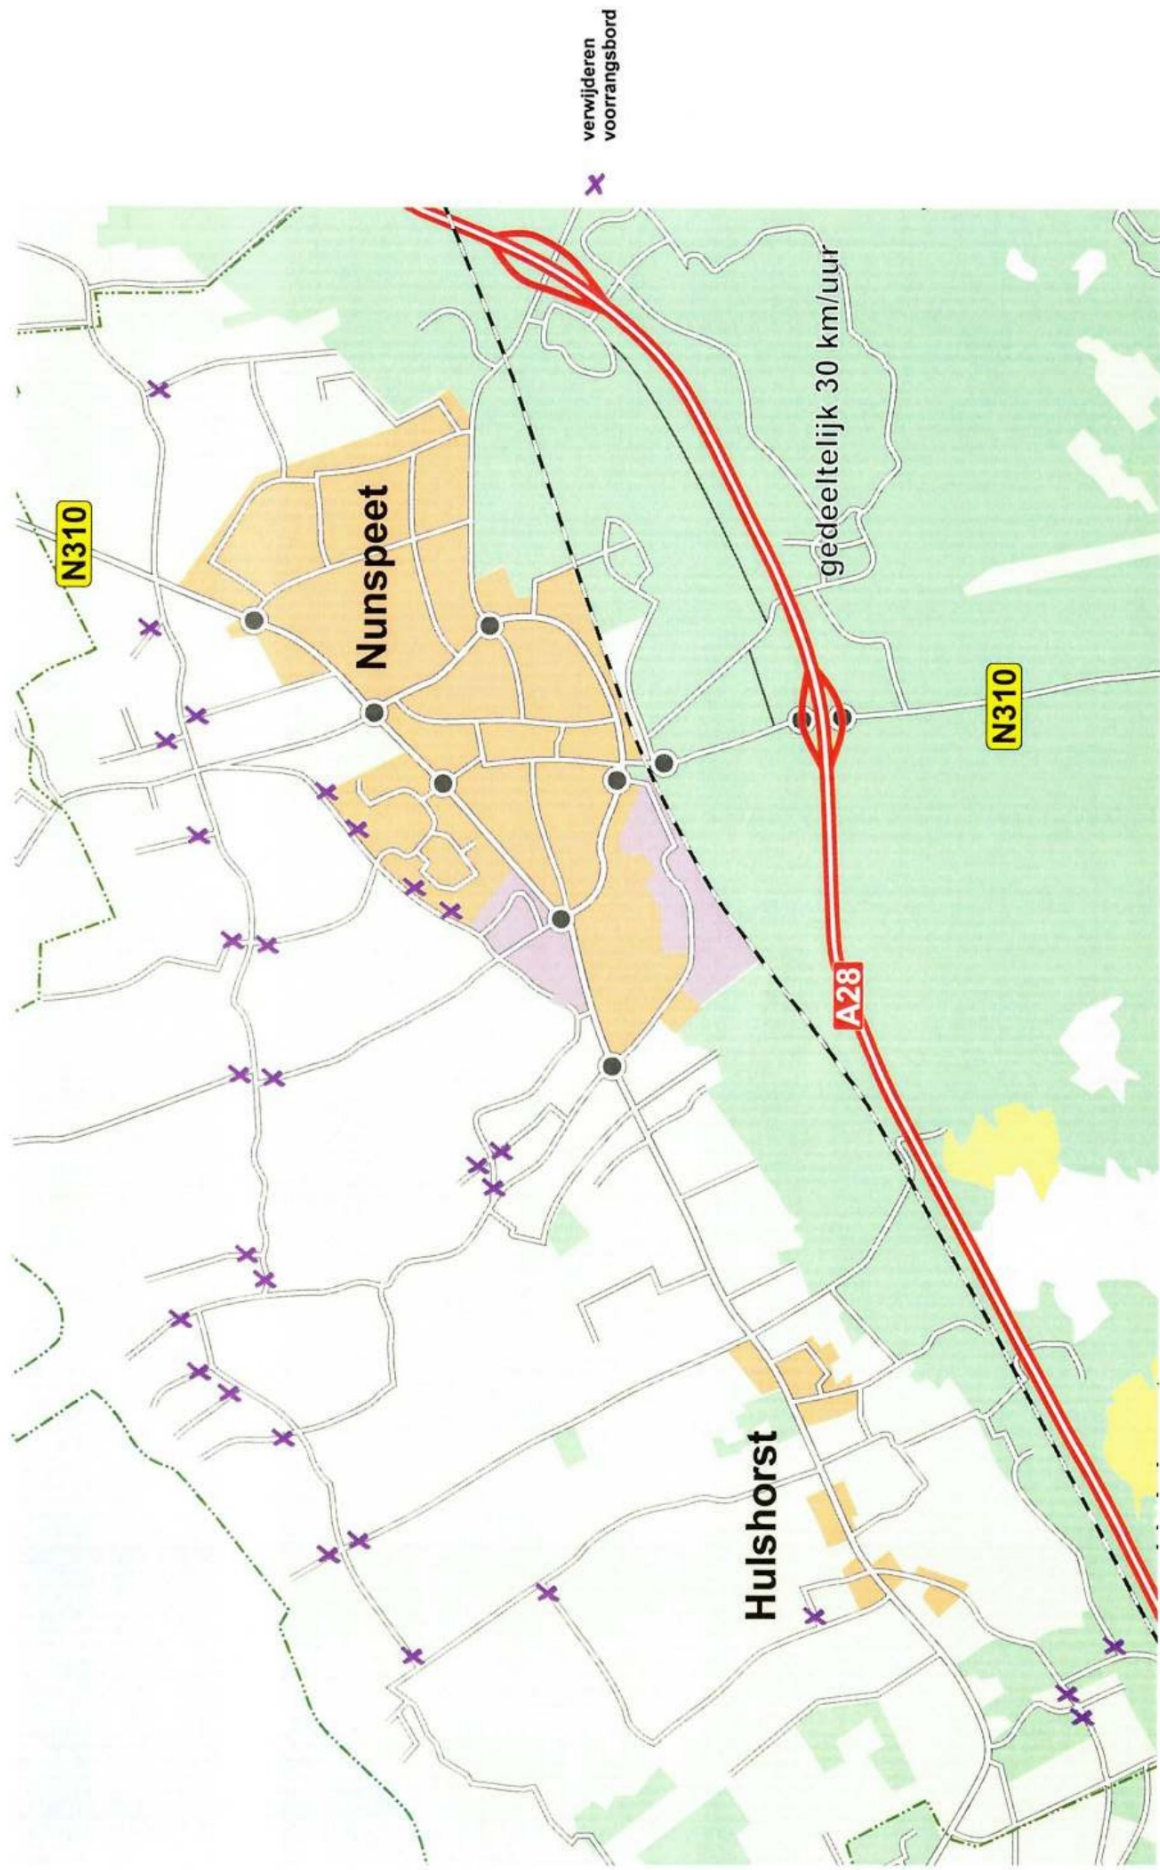 verwijderen
voorrangsbord
N310
Nunspeet
gedeeltelijk 30 km/uur
N310
A28
Hulshorst